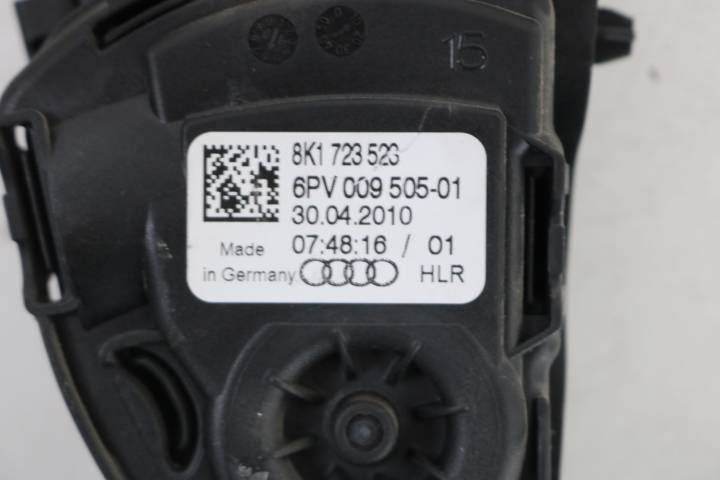 15
8K1 723 523
6PV 009 505-01
30.04.2010
Made 07:48:16 / 01
in Germany HLR